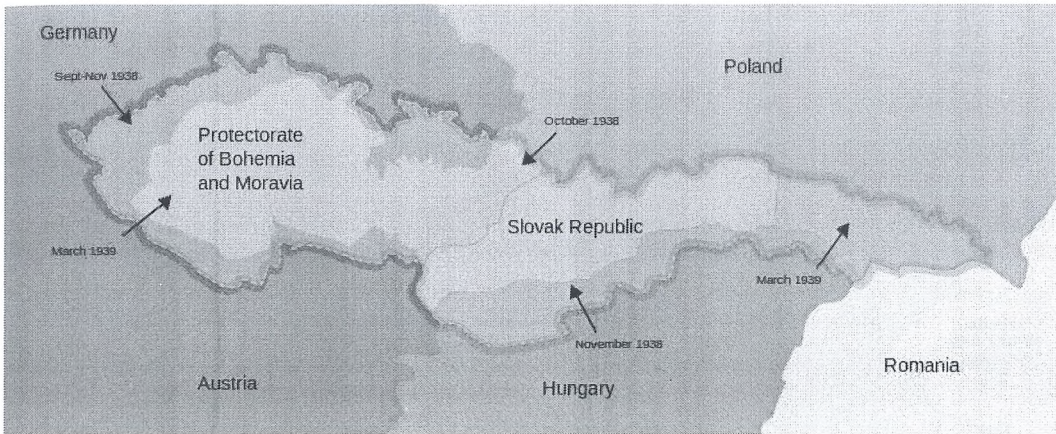 Germany
Poland
Sept-Nov 1938
October 1938
Protectorate
of Bohemia
and Moravia
Slovak Republic
March 1939
March 1939
November 1938
Romania
Austria
Hungary